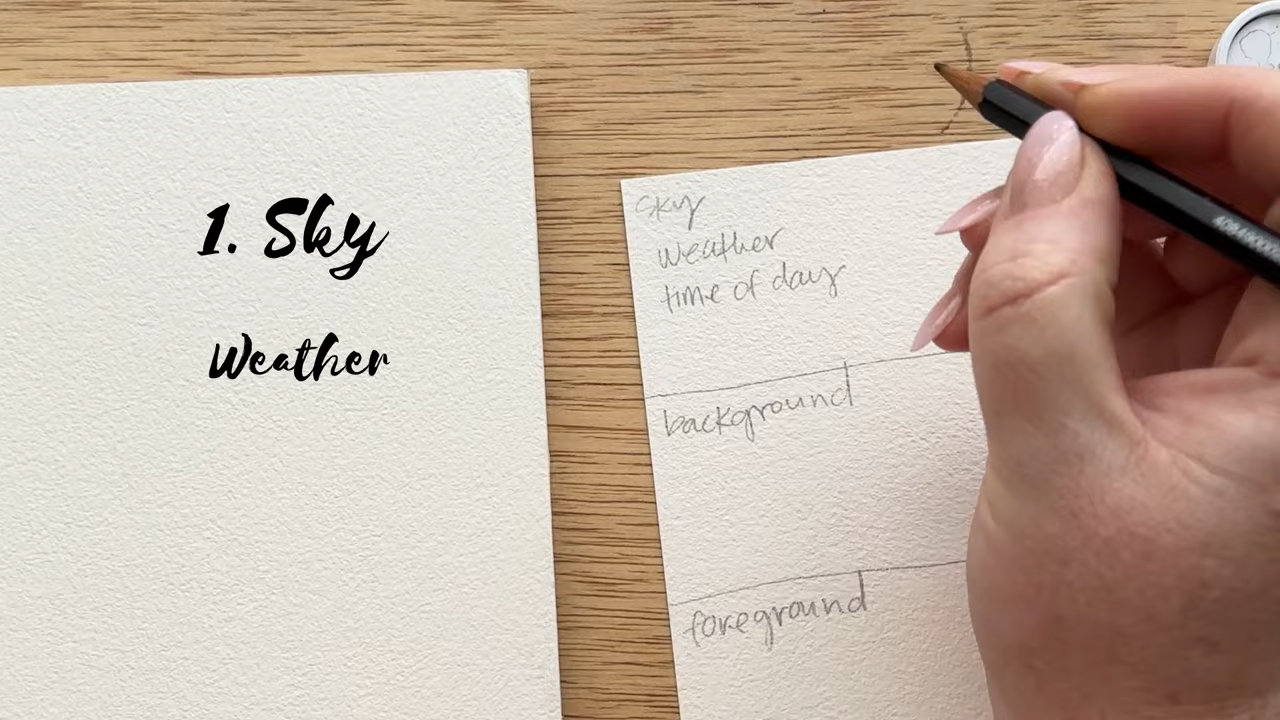 1. Sky
Weather
sky
weather
time of day
background
foreground